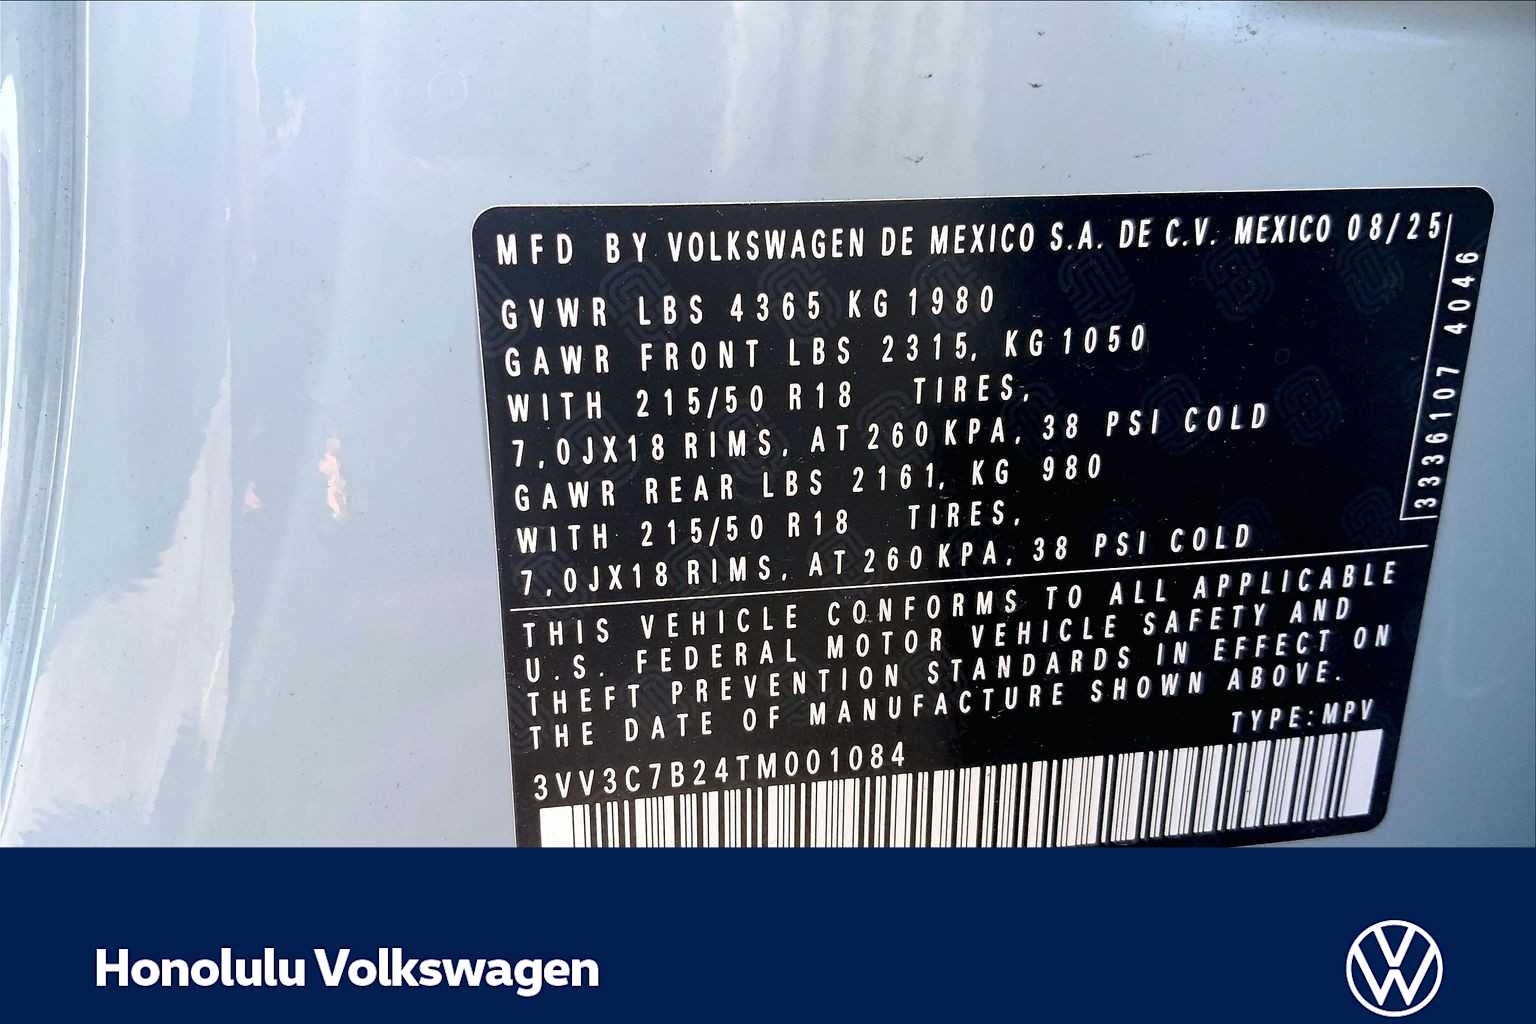 MFD BY VOLKSWAGEN DE MEXICO S.A. DE C.V. MEXICO 08/25
GVWR LBS 4365 KG 1980
GAWR FRONT LBS 2315, KG 1050
WITH 215/50 R18 TIRES,
7,0JX18 RIMS, AT 260 KPA, 38 PSI COLD
GAWR REAR LBS 2161, KG 980
WITH 215/50 R18 TIRES,
7,0JX18 RIMS, AT 260 KPA, 38 PSI COLD
3336107 4046
THIS VEHICLE CONFORMS TO ALL APPLICABLE
U.S. FEDERAL MOTOR VEHICLE SAFETY AND
THEFT PREVENTION STANDARDS IN EFFECT ON
THE DATE OF MANUFACTURE SHOWN ABOVE.
TYPE:MPV
3VV3C7B24TM001084
Honolulu Volkswagen